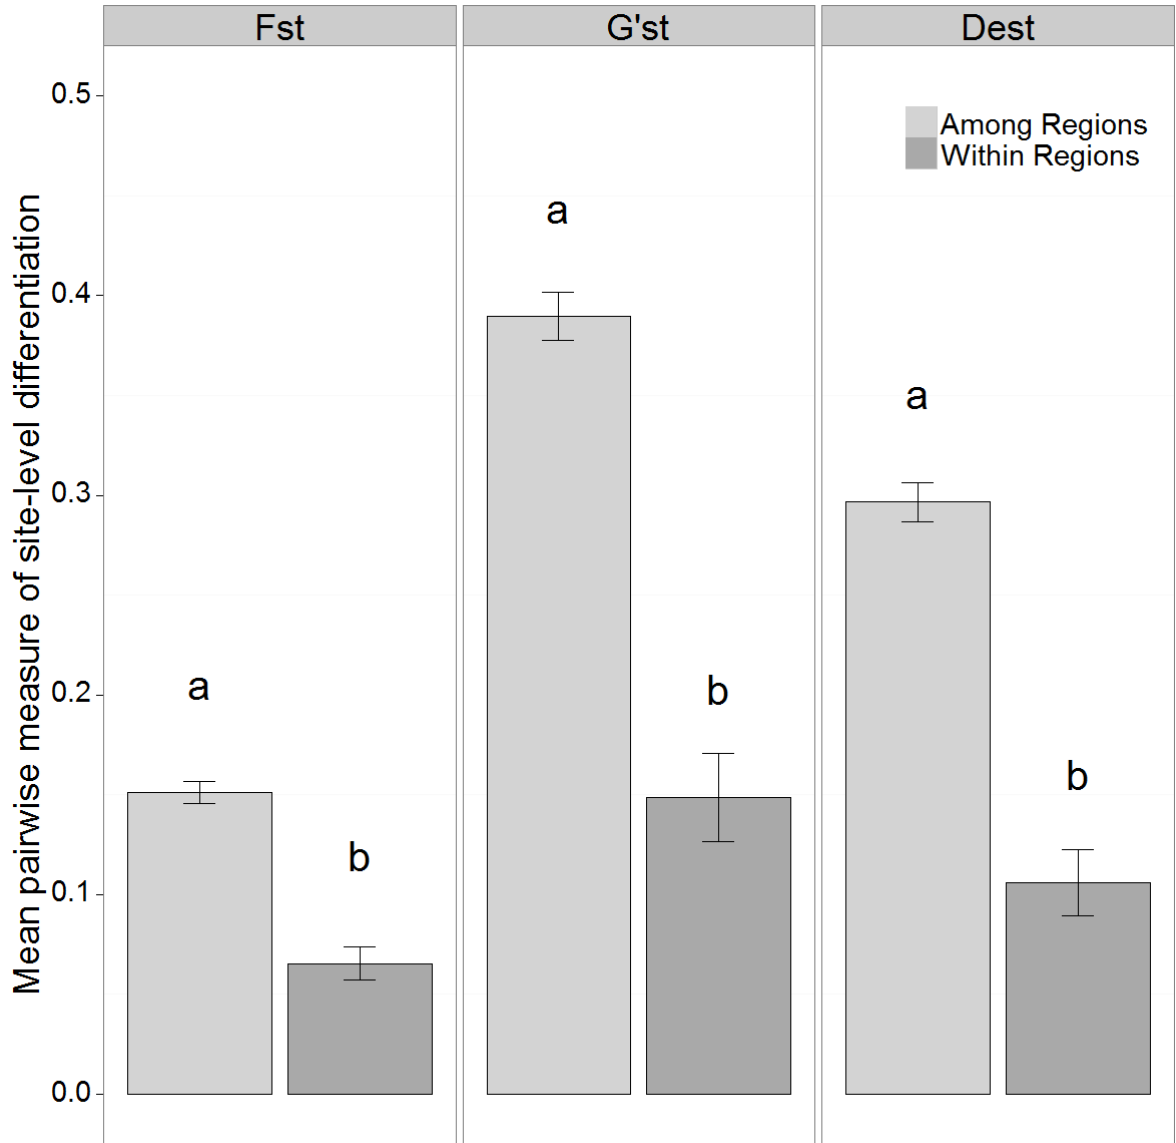 Fst
G'st
Dest
Mean pairwise measure of site-level differentiation
0.5
0.4
0.3
0.2
0.1
0.0
Among Regions
Within Regions
a
b
a
b
a
b